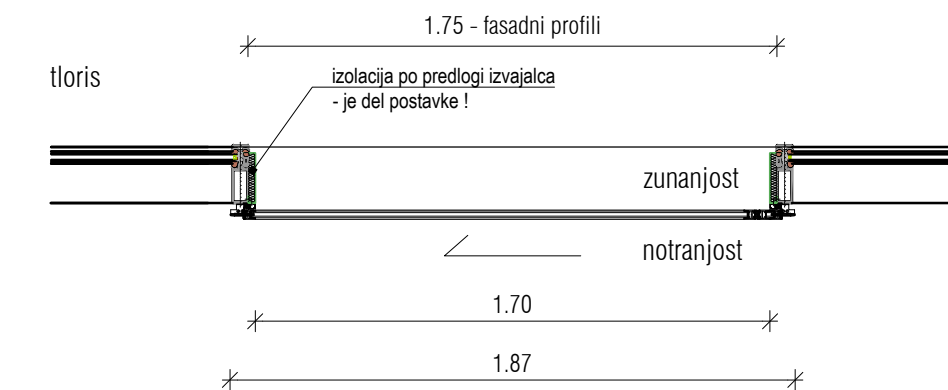 1.75 - fasadni profili
tloris
izolacija po predlogi izvajalca
- je del postavke !
zunanjost
notranjost
1.70
1.87